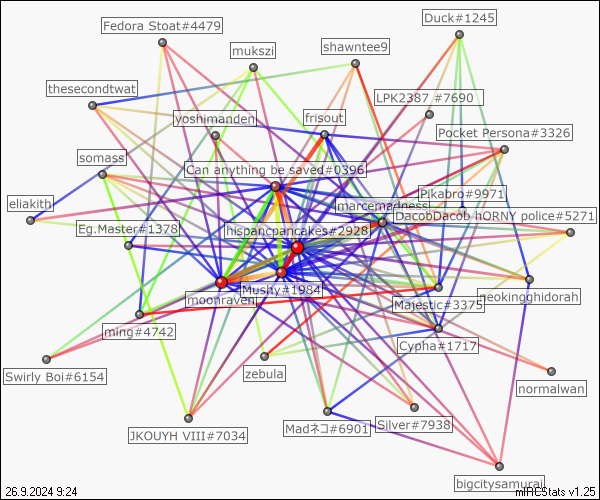 Duck#1245
Fedora Stoat#4479
shawntee9
mukszi
thesecondtwat
LPK2387 #7690
yoshimanden
frisout
Pocket Persona#3326
somass
Can anything be saved#0396
Pikabro#9971
eliakith
marcemadness
DacobDacob hORNY police#5271
Eg.Master#1378
hispancpancakes#2928
moonraven
Mushy#1984
neokingghidorah
Majestic#3375
ming#4742
Cypha#1717
Swirly Boi#6154
zebula
normalwan
JKOUYH VIII#7034
Madネコ#6901
Silver#7938
bigcitysamurai
26.9.2024 9:24
mIRCStats v1.25